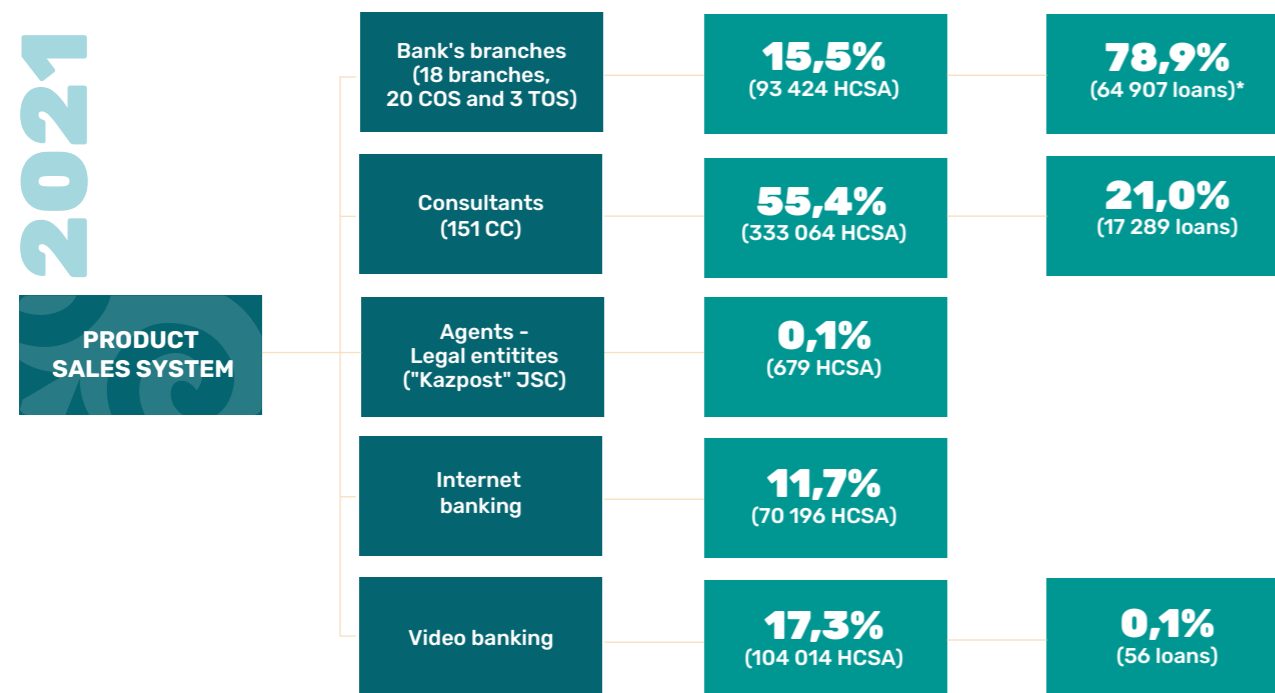 2021
PRODUCT
SALES SYSTEM
Bank's branches
(18 branches,
20 COS and 3 TOS)
15,5%
(93 424 HCSA)
78,9%
(64 907 loans)*
Consultants
(151 CC)
55,4%
(333 064 HCSA)
21,0%
(17 289 loans)
Agents -
Legal entitites
("Kazpost" JSC)
0,1%
(679 HCSA)
Internet
banking
11,7%
(70 196 HCSA)
Video banking
17,3%
(104 014 HCSA)
0,1%
(56 loans)